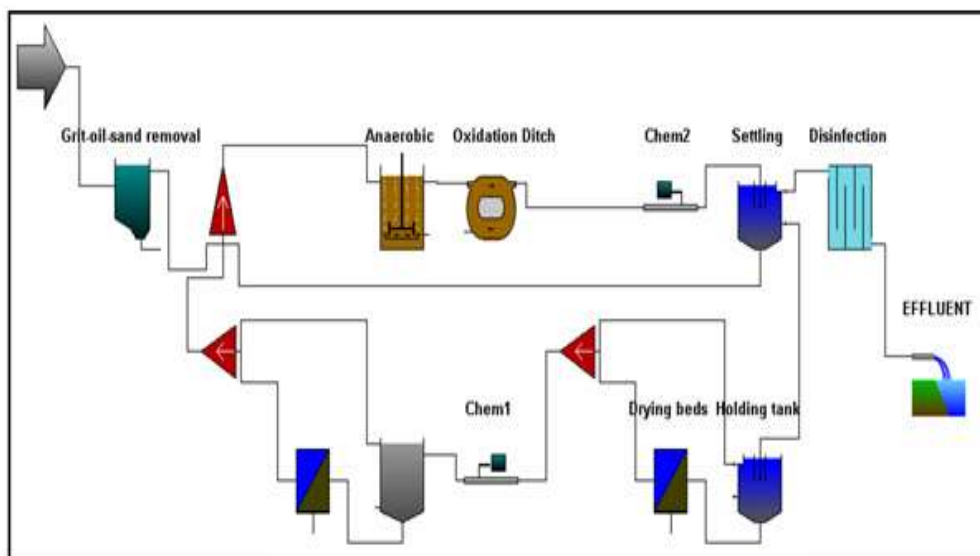 Grit-oil-sand removal
Anaerobic
Oxidation Ditch
Chem2
Settling
Disinfection
EFFLUENT
Chem1
Drying beds
Holding tank